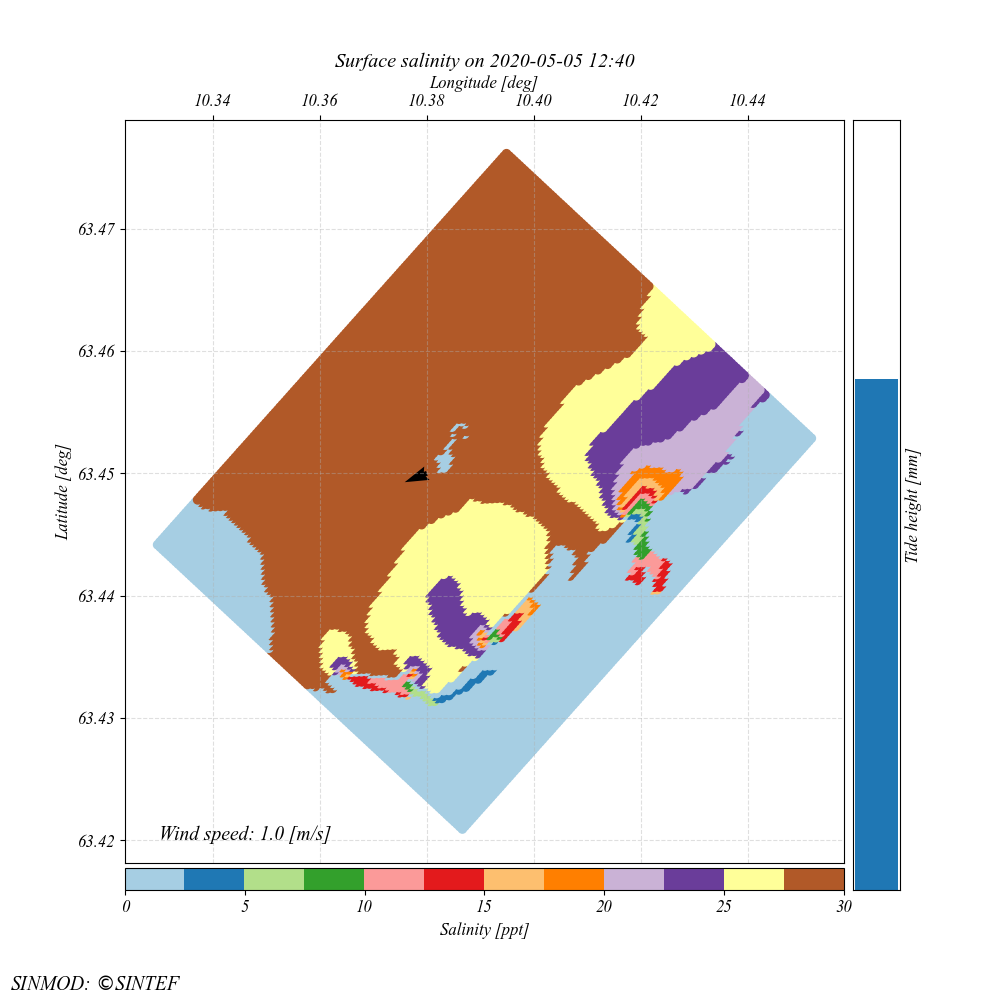 Surface salinity on 2020-05-05 12:40
Longitude [deg]
10.34 10.36 10.38 10.40 10.42 10.44
63.47
63.46
63.45
63.44
63.43
63.42
Latitude [deg]
Tide height [mm]
Wind speed: 1.0 [m/s]
0 5 10 15 20 25 30
Salinity [ppt]
SINMOD: ©SINTEF